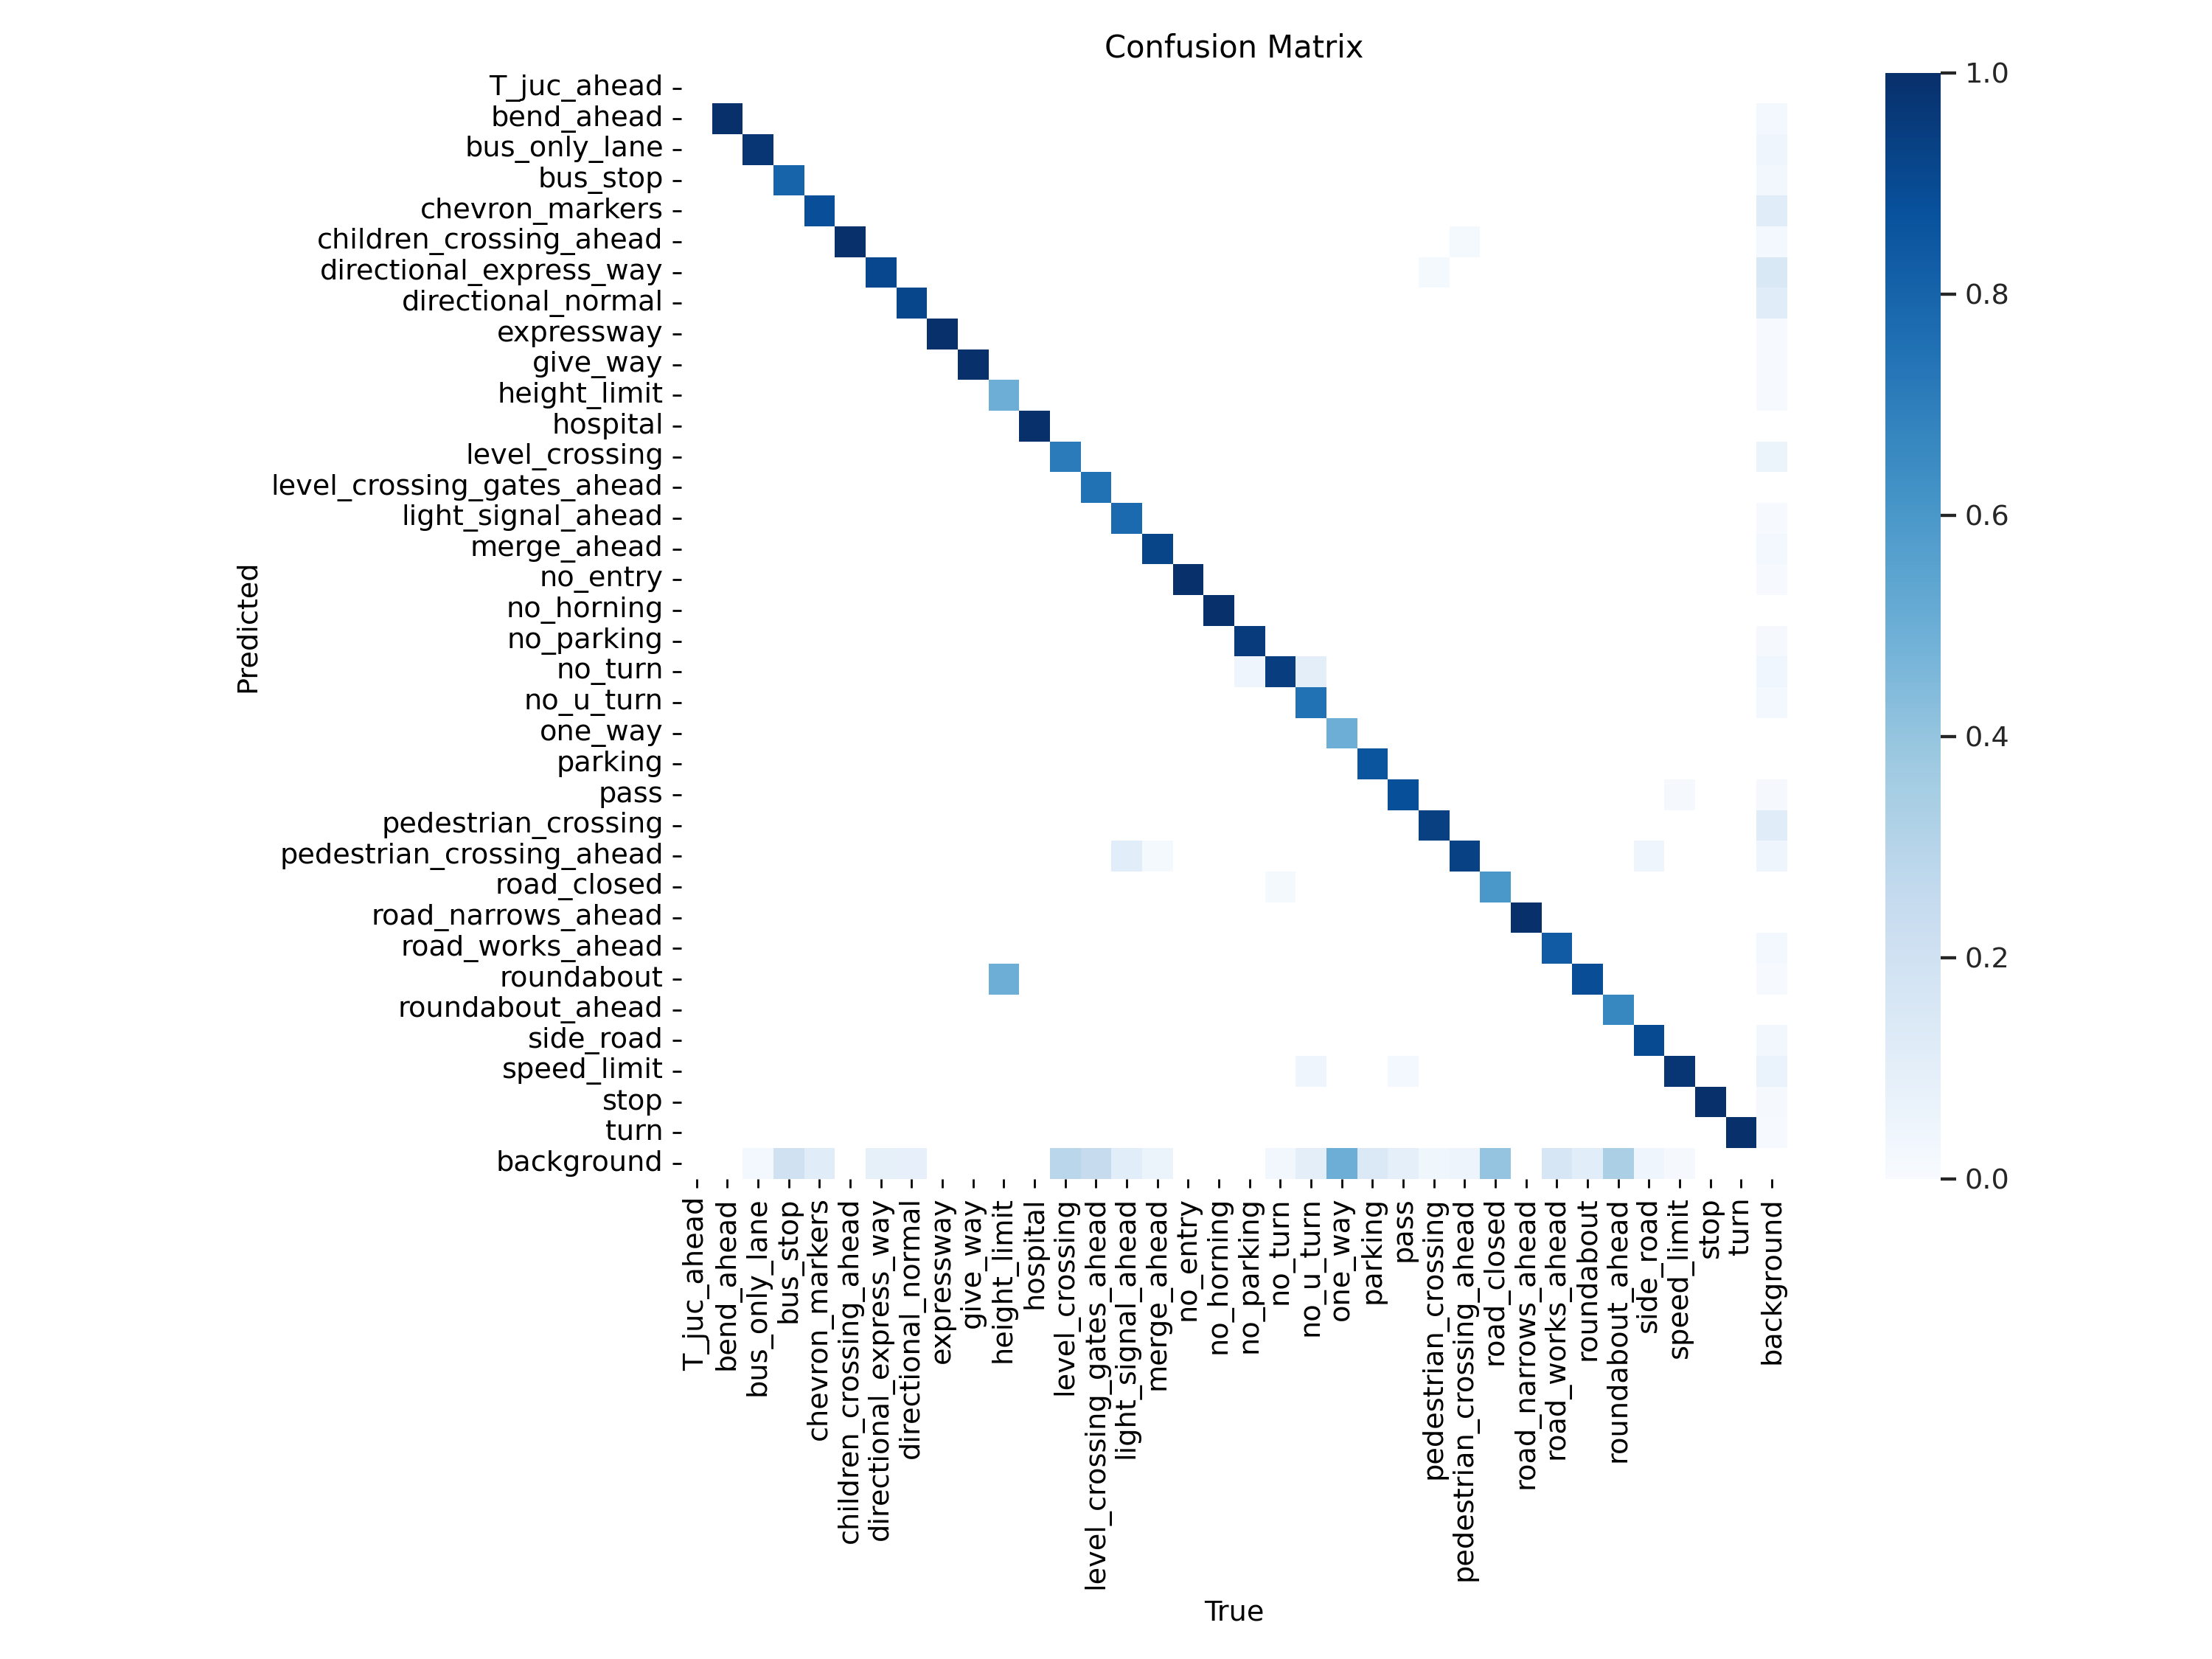 Confusion Matrix
Predicted
T_juc_ahead
bend_ahead
bus_only_lane
bus_stop
chevron_markers
children_crossing_ahead
directional_express_way
directional_normal
expressway
give_way
height_limit
hospital
level_crossing
level_crossing_gates_ahead
light_signal_ahead
merge_ahead
no_entry
no_horning
no_parking
no_turn
no_u_turn
one_way
parking
pass
pedestrian_crossing
pedestrian_crossing_ahead
road_closed
road_narrows_ahead
road_works_ahead
roundabout
roundabout_ahead
side_road
speed_limit
stop
turn
background
T_juc_ahead
bend_ahead
bus_only_lane
bus_stop
chevron_markers
children_crossing_ahead
directional_express_way
directional_normal
expressway
give_way
height_limit
hospital
level_crossing
level_crossing_gates_ahead
light_signal_ahead
merge_ahead
no_entry
no_horning
no_parking
no_turn
no_u_turn
one_way
parking
pass
pedestrian_crossing
pedestrian_crossing_ahead
road_closed
road_narrows_ahead
road_works_ahead
roundabout
roundabout_ahead
side_road
speed_limit
stop
turn
background
True
1.0
0.8
0.6
0.4
0.2
0.0